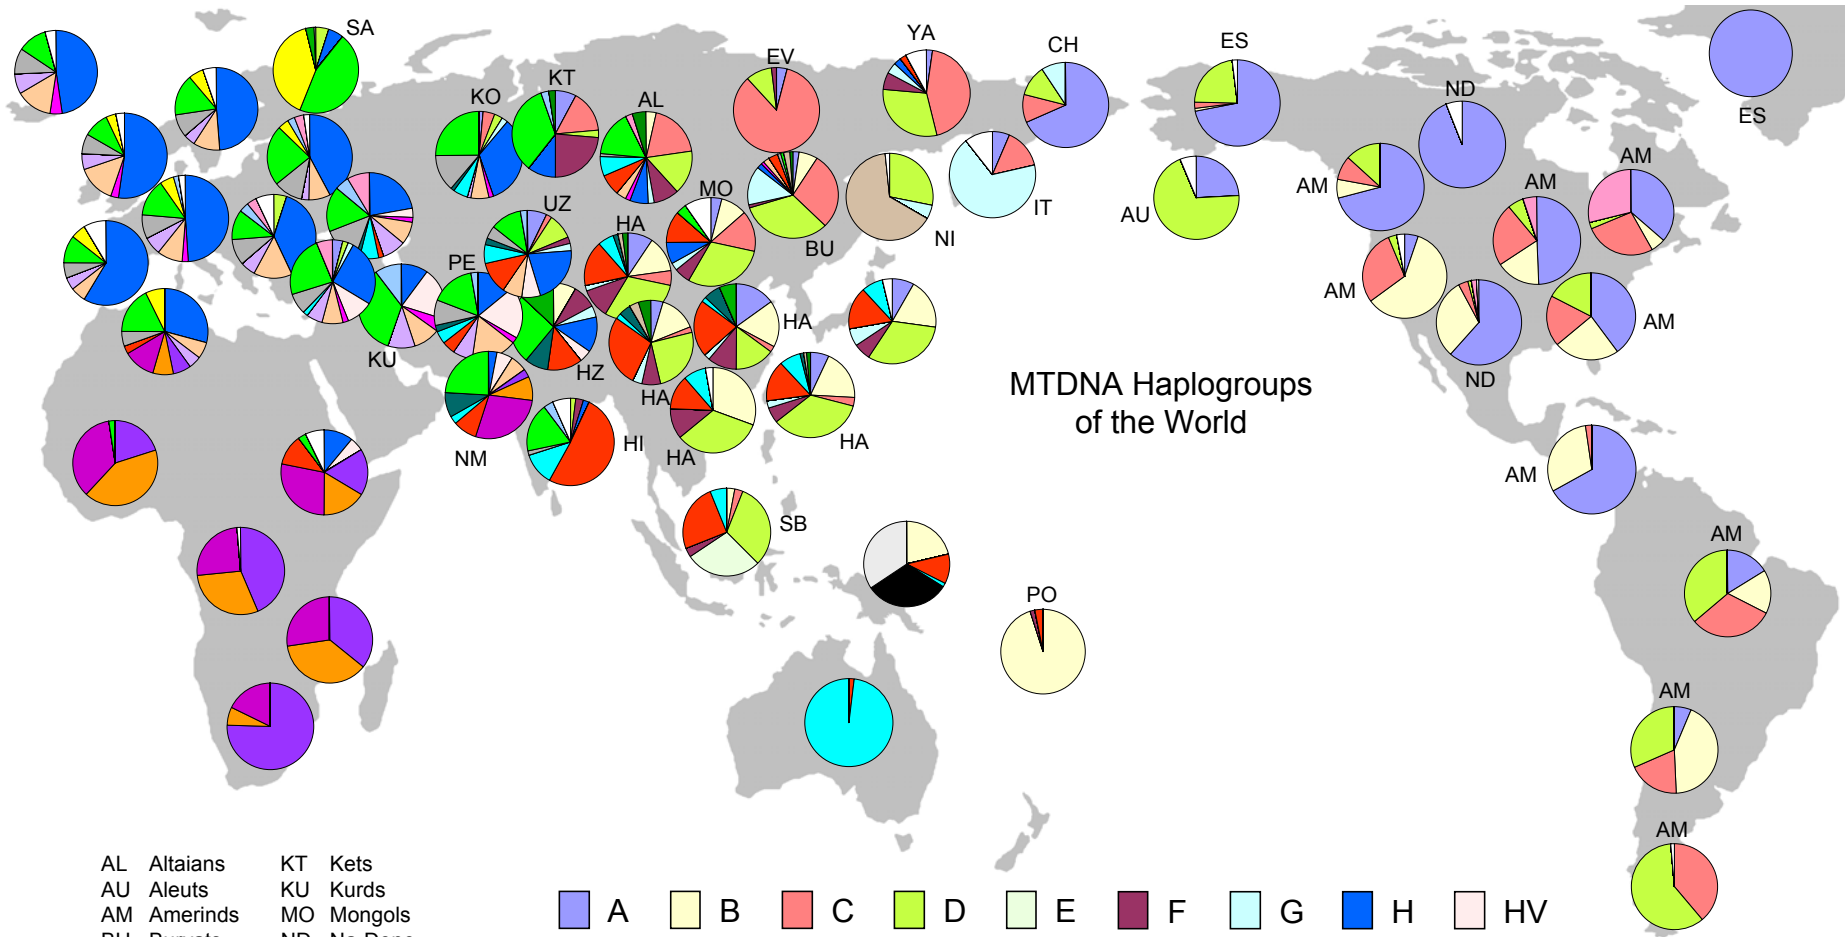 SA
YA
CH
ES
EV
KT
ND
KO
AL
ES
AM
MO
AM
AM
UZ
IT
AU
HA
NI
BU
PE
AM
HA
AM
KU
HZ
ND
HA
MTDNA Haplogroups
of the World
HI
HA
NM
HA
AM
SB
AM
PO
AM
AM
AL Altaians KT Kets
AU Aleuts KU Kurds
AM Amerinds MO Mongols
A B C D E F G H HV